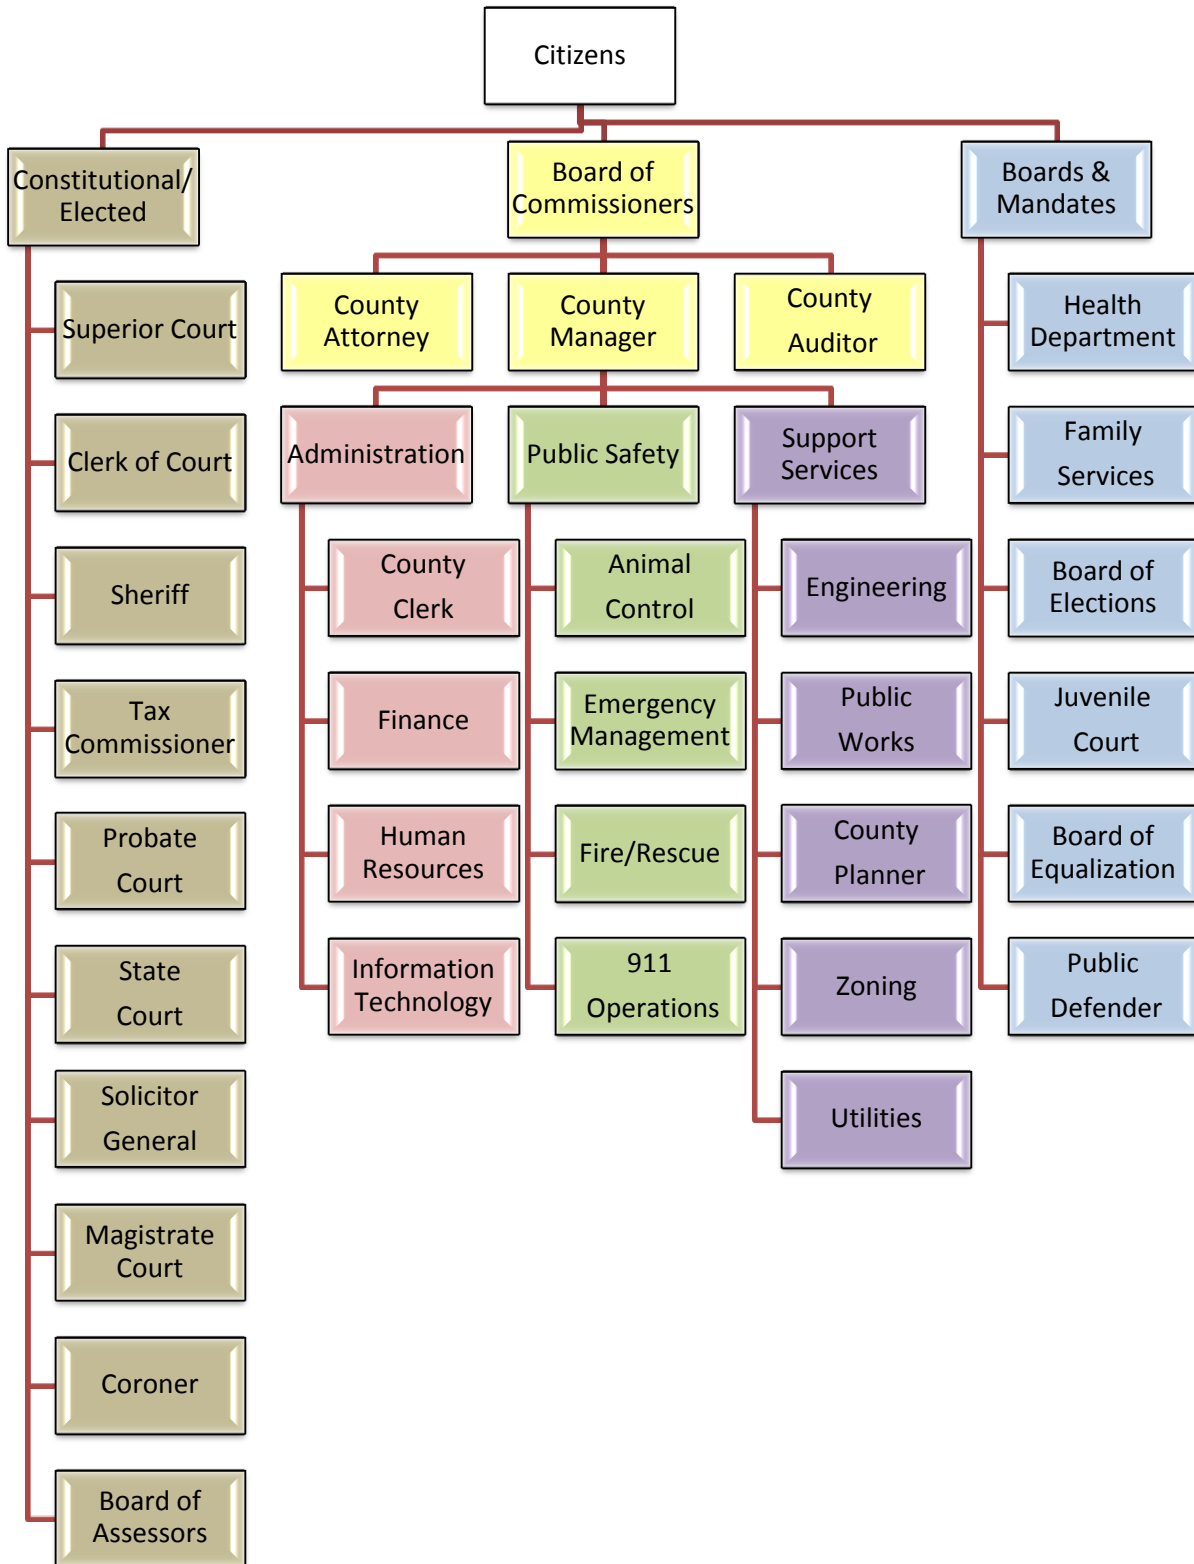 Citizens
Constitutional/
Elected
Board of
Commissioners
Boards &
Mandates
Superior Court
Clerk of Court
Sheriff
Tax
Commissioner
Probate
Court
State
Court
Solicitor
General
Magistrate
Court
Coroner
Board of
Assessors
County
Attorney
County
Manager
County
Auditor
Administration
County
Clerk
Finance
Human
Resources
Information
Technology
Public Safety
Animal
Control
Emergency
Management
Fire/Rescue
911
Operations
Support
Services
Engineering
Public
Works
County
Planner
Zoning
Utilities
Health
Department
Family
Services
Board of
Elections
Juvenile
Court
Board of
Equalization
Public
Defender